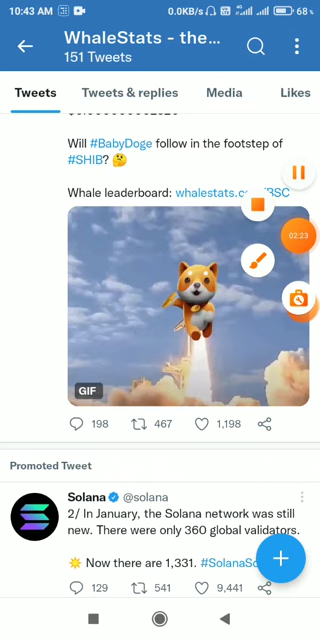 10:43 AM 0.0KB/s 68
WhaleStats - the...
151 Tweets
Tweets Tweets & replies Media Likes
Will #BabyDoge follow in the footstep of
#SHIB? 🤔
Whale leaderboard: whalestats.co
BSC
02:23
GIF
198 467 1,198
Promoted Tweet
Solana @solana
2/ In January, the Solana network was still
new. There were only 360 global validators.
☀️ Now there are 1,331. #SolanaS
129 541 9,441